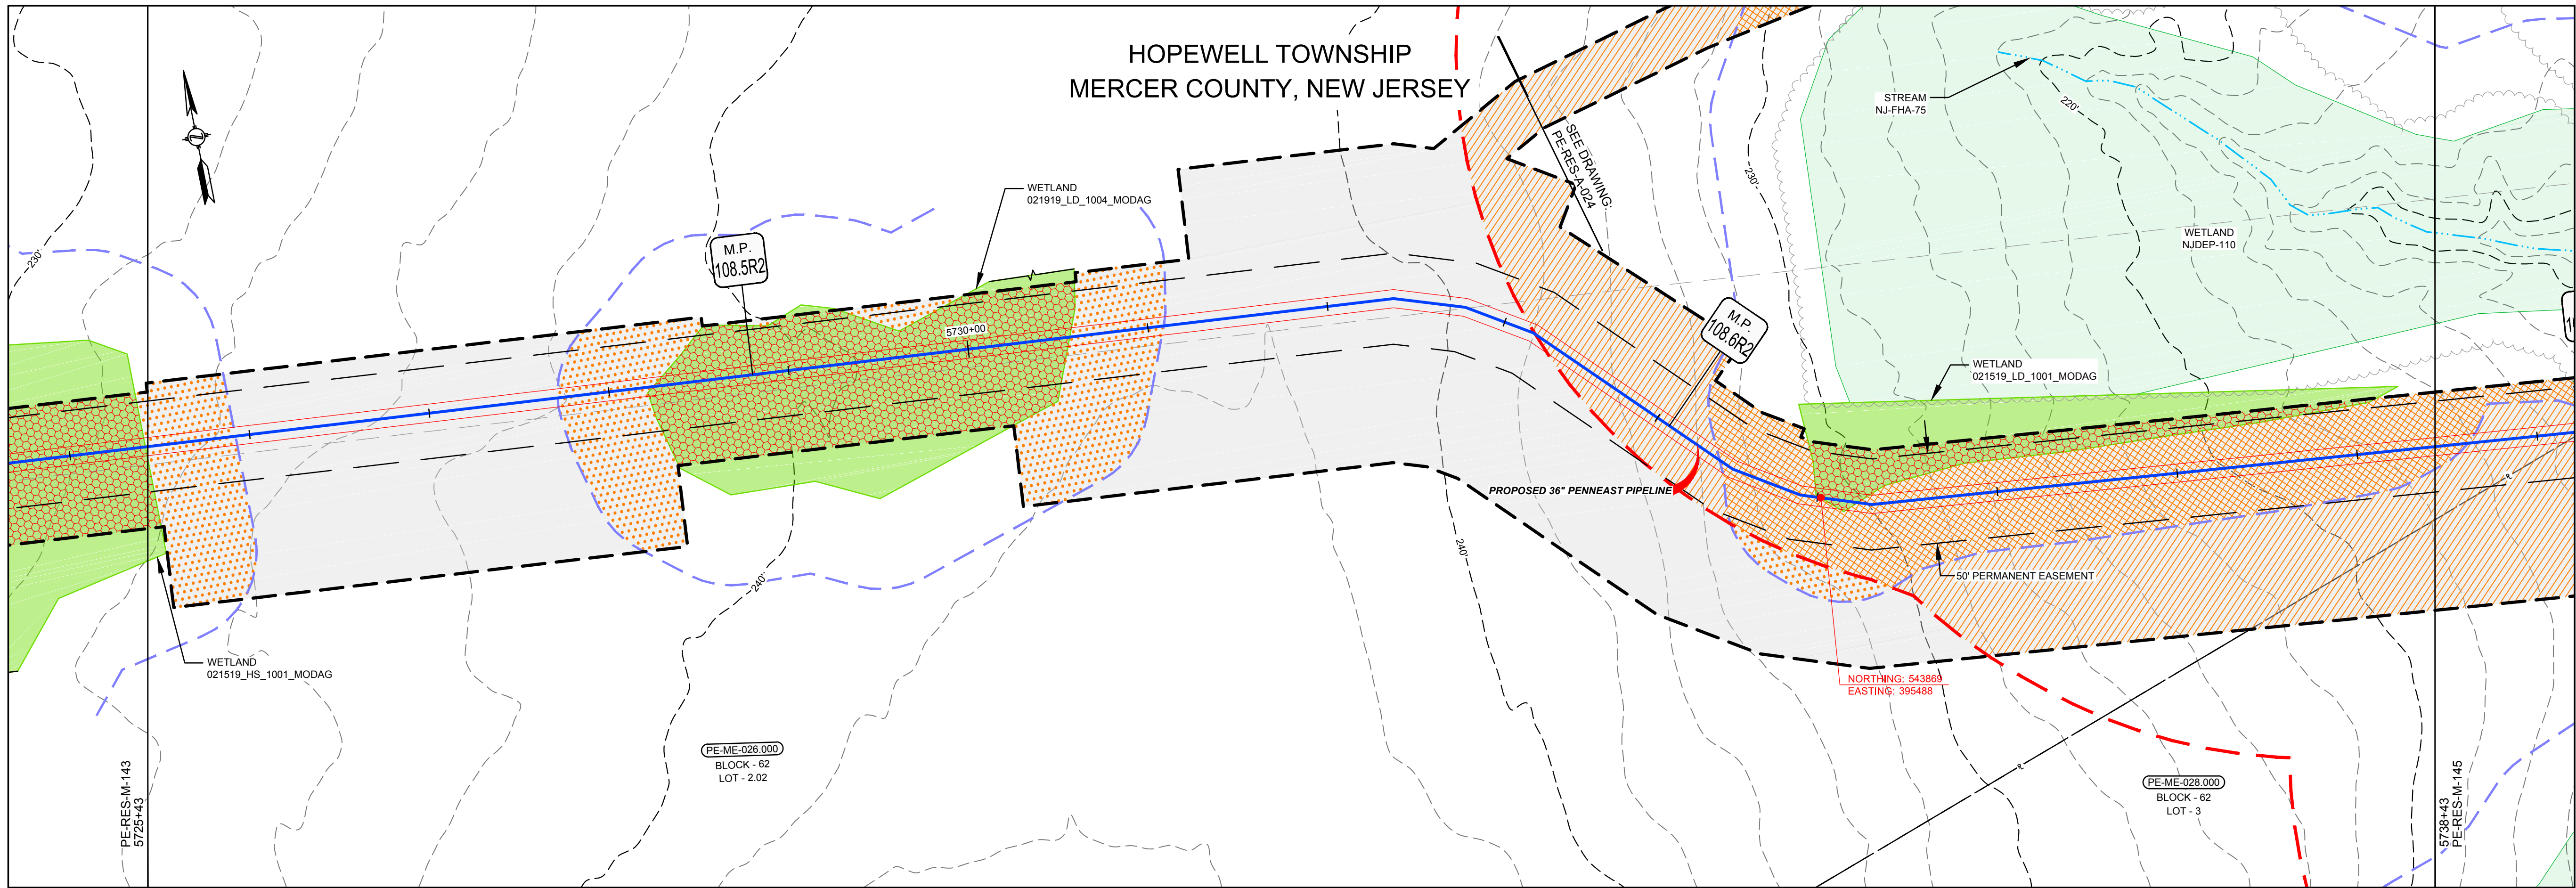 HOPEWELL TOWNSHIP
MERCER COUNTY, NEW JERSEY
230'
M.P.
108.5R2
WETLAND
021919_LD_1004_MODAG
5730+00
SEE DRAWING:
PE-RES-A-024
230'
STREAM
NJ-FHA-75
220'
WETLAND
NJDEP-110
M.P.
108.6R2
WETLAND
021519_LD_1001_MODAG
PROPOSED 36" PENNEAST PIPELINE
240'
240'
50' PERMANENT EASEMENT
WETLAND
021519_HS_1001_MODAG
NORTHING: 543869
EASTING: 395488
PE-ME-026.000
BLOCK - 62
LOT - 2.02
PE-ME-028.000
BLOCK - 62
LOT - 3
PE-RES-M-143
5725+43
5738+43
PE-RES-M-145